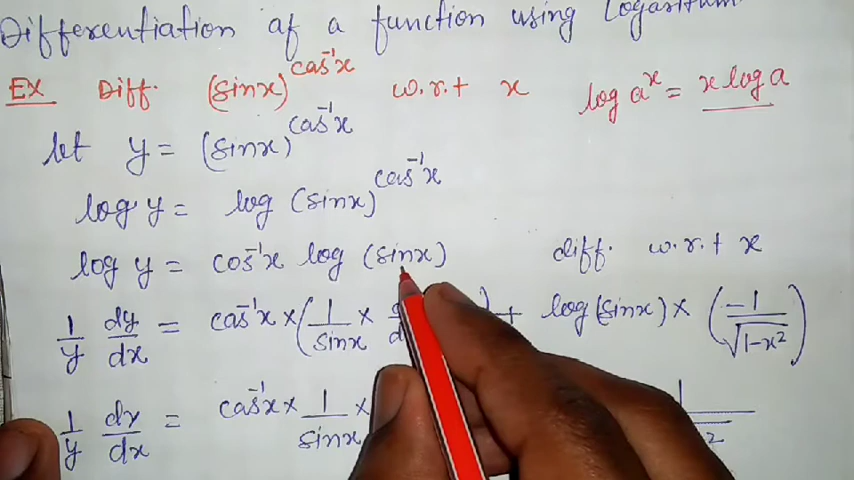 Differentiation of a function using Logarithm
Ex Diff. (sinx)^cos⁻¹x w.r.t x log a^x = x log a
let y = (sinx)^cos⁻¹x
log y = log (sinx)^cos⁻¹x
log y = cos⁻¹x log (sinx) diff. w.r.t x
1/y dy/dx = cos⁻¹x × (1/sinx × d ) + log(sinx) × (-1/√1-x²)
1/y dy/dx = cos⁻¹x × 1/sinx ×